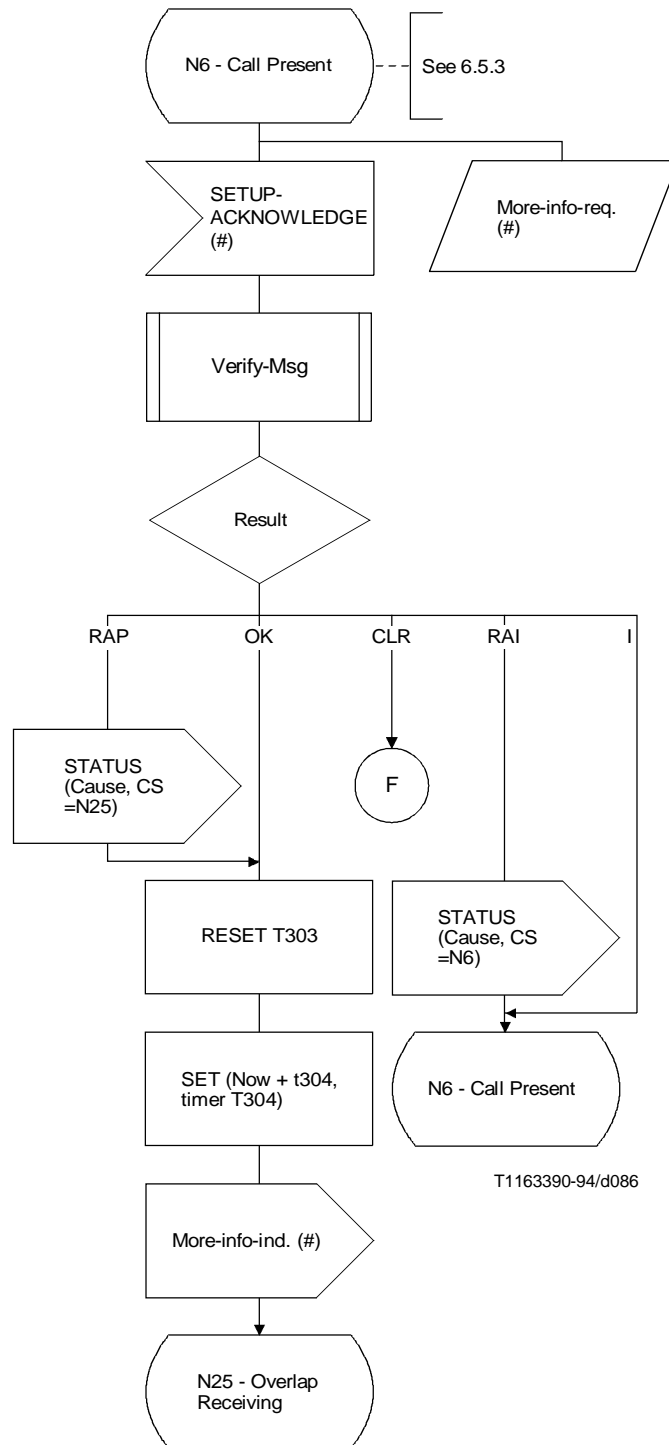 N6 - Call Present
See 6.5.3
SETUP-
ACKNOWLEDGE
(#)
More-info-req.
(#)
Verify-Msg
Result
RAP
OK
CLR
RAI
I
STATUS
(Cause, CS
=N25)
F
RESET T303
STATUS
(Cause, CS
=N6)
SET (Now + t304,
timer T304)
N6 - Call Present
T1163390-94/d086
More-info-ind. (#)
N25 - Overlap
Receiving